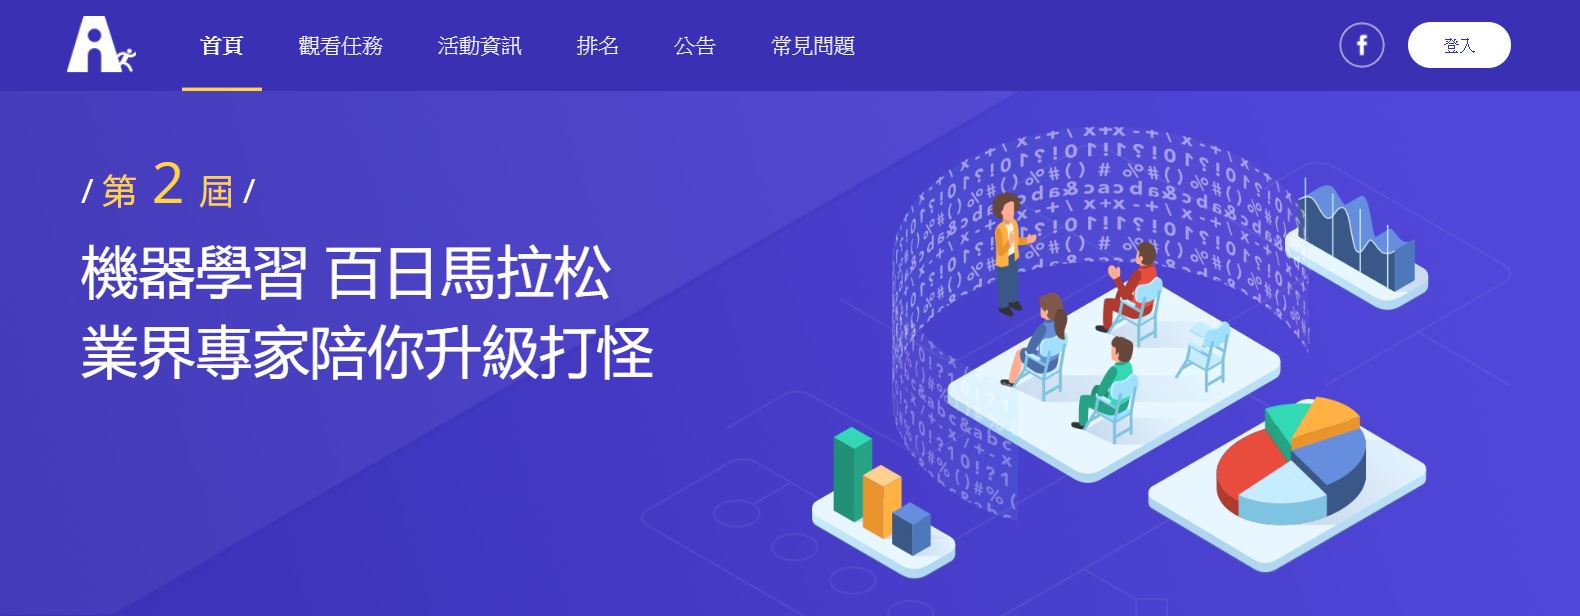 首頁 觀看任務 活動資訊 排名 公告 常見問題 登入
/ 第 2 屆 /
機器學習 百日馬拉松
業界專家陪你升級打怪